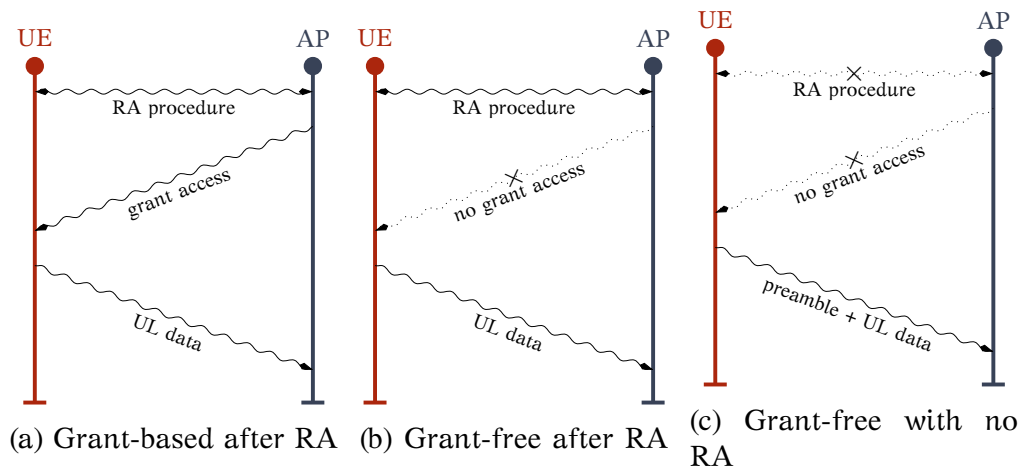 UE
AP
RA procedure
grant access
UL data
(a) Grant-based after RA
UE
AP
RA procedure
no grant access
UL data
(b) Grant-free after RA
UE
AP
RA procedure
no grant access
preamble + UL data
(c) Grant-free with no
RA